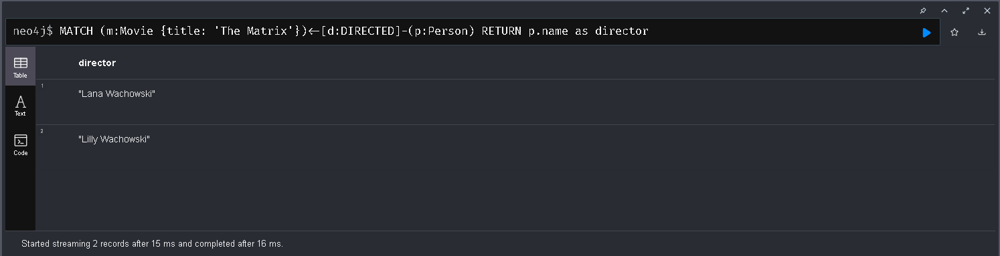 neo4j$ MATCH (m:Movie {title: 'The Matrix'})<-[d:DIRECTED]-(p:Person) RETURN p.name as director
Table
director
1
"Lana Wachowski"
Text
2
"Lilly Wachowski"
Code
Started streaming 2 records after 15 ms and completed after 16 ms.